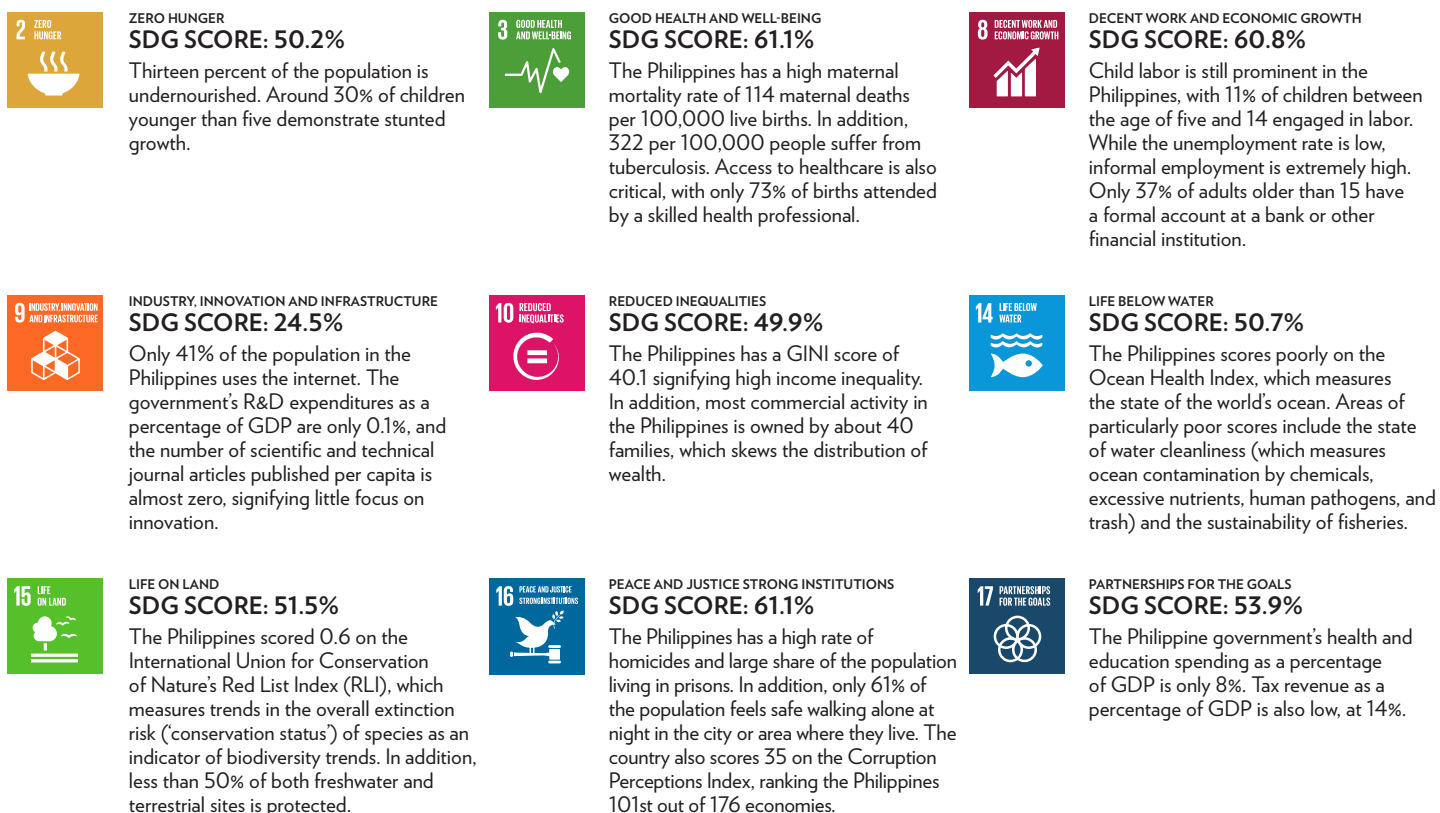 2 ZERO
HUNGER
ZERO HUNGER
SDG SCORE: 50.2%
Thirteen percent of the population is
undernourished. Around 30% of children
younger than five demonstrate stunted
growth.
3 GOOD HEALTH
AND WELL-BEING
GOOD HEALTH AND WELL-BEING
SDG SCORE: 61.1%
The Philippines has a high maternal
mortality rate of 114 maternal deaths
per 100,000 live births. In addition,
322 per 100,000 people suffer from
tuberculosis. Access to healthcare is also
critical, with only 73% of births attended
by a skilled health professional.
8 DECENT WORK AND
ECONOMIC GROWTH
DECENT WORK AND ECONOMIC GROWTH
SDG SCORE: 60.8%
Child labor is still prominent in the
Philippines, with 11% of children between
the age of five and 14 engaged in labor.
While the unemployment rate is low,
informal employment is extremely high.
Only 37% of adults older than 15 have
a formal account at a bank or other
financial institution.
9 INDUSTRY, INNOVATION
AND INFRASTRUCTURE
INDUSTRY, INNOVATION AND INFRASTRUCTURE
SDG SCORE: 24.5%
Only 41% of the population in the
Philippines uses the internet. The
government's R&D expenditures as a
percentage of GDP are only 0.1%, and
the number of scientific and technical
journal articles published per capita is
almost zero, signifying little focus on
innovation.
10 REDUCED
INEQUALITIES
REDUCED INEQUALITIES
SDG SCORE: 49.9%
The Philippines has a GINI score of
40.1 signifying high income inequality.
In addition, most commercial activity in
the Philippines is owned by about 40
families, which skews the distribution of
wealth.
14 LIFE BELOW
WATER
LIFE BELOW WATER
SDG SCORE: 50.7%
The Philippines scores poorly on the
Ocean Health Index, which measures
the state of the world's ocean. Areas of
particularly poor scores include the state
of water cleanliness (which measures
ocean contamination by chemicals,
excessive nutrients, human pathogens, and
trash) and the sustainability of fisheries.
15 LIFE
ON LAND
LIFE ON LAND
SDG SCORE: 51.5%
The Philippines scored 0.6 on the
International Union for Conservation
of Nature's Red List Index (RLI), which
measures trends in the overall extinction
risk ('conservation status') of species as an
indicator of biodiversity trends. In addition,
less than 50% of both freshwater and
terrestrial sites is protected.
16 PEACE AND JUSTICE
STRONG INSTITUTIONS
PEACE AND JUSTICE STRONG INSTITUTIONS
SDG SCORE: 61.1%
The Philippines has a high rate of
homicides and large share of the population
living in prisons. In addition, only 61% of
the population feels safe walking alone at
night in the city or area where they live. The
country also scores 35 on the Corruption
Perceptions Index, ranking the Philippines
101st out of 176 economies.
17 PARTNERSHIPS
FOR THE GOALS
PARTNERSHIPS FOR THE GOALS
SDG SCORE: 53.9%
The Philippine government's health and
education spending as a percentage
of GDP is only 8%. Tax revenue as a
percentage of GDP is also low, at 14%.